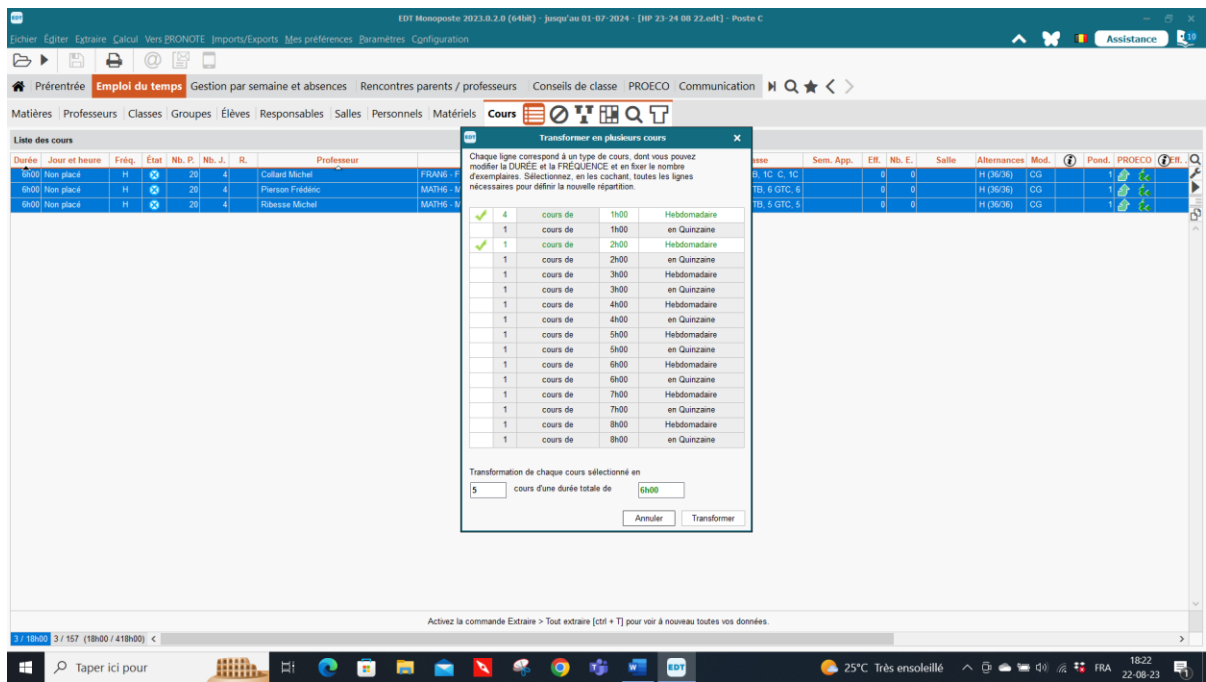 EDT Monoposte 2023.0.2.0 (64bit) - jusqu'au 01-07-2024 - [HP 23-24 08 22.edt] - Poste C
Fichier Éditer Extraire Calcul Vers PRONOTE Imports/Exports Mes préférences Paramètres Configuration
Assistance 10
Prérentrée Emploi du temps Gestion par semaine et absences Rencontres parents / professeurs Conseils de classe PROECO Communication
Matières Professeurs Classes Groupes Élèves Responsables Salles Personnels Matériels Cours
Liste des cours
Durée Jour et heure Fréq. État Nb. P. Nb. J. R. Professeur asse Sem. App. Eff. Nb. E. Salle Alternances Mod. Pond. PROECO Eff.
6h00 Non placé H 20 4 Collard Michel FRAN6 - F B, 1C C, 1C 0 0 H (36/36) CG 1
6h00 Non placé H 20 4 Pierson Frédéric MATH6 - M TB, 6 GTC, 6 0 0 H (36/36) CG 1
6h00 Non placé H 20 4 Ribesse Michel MATH6 - M TB, 5 GTC, 5 0 0 H (36/36) CG 1
EDT Transformer en plusieurs cours
Chaque ligne correspond à un type de cours, dont vous pouvez
modifier la DURÉE et la FRÉQUENCE et en fixer le nombre
d'exemplaires. Sélectionnez, en les cochant, toutes les lignes
nécessaires pour définir la nouvelle répartition.
4 cours de 1h00 Hebdomadaire
1 cours de 1h00 en Quinzaine
1 cours de 2h00 Hebdomadaire
1 cours de 2h00 en Quinzaine
1 cours de 3h00 Hebdomadaire
1 cours de 3h00 en Quinzaine
1 cours de 4h00 Hebdomadaire
1 cours de 4h00 en Quinzaine
1 cours de 5h00 Hebdomadaire
1 cours de 5h00 en Quinzaine
1 cours de 6h00 Hebdomadaire
1 cours de 6h00 en Quinzaine
1 cours de 7h00 Hebdomadaire
1 cours de 7h00 en Quinzaine
1 cours de 8h00 Hebdomadaire
1 cours de 8h00 en Quinzaine
Transformation de chaque cours sélectionné en
5 cours d'une durée totale de 6h00
Annuler Transformer
Activez la commande Extraire > Tout extraire [ctrl + T] pour voir à nouveau toutes vos données.
3 / 18h00 3 / 157 (18h00 / 418h00)
Taper ici pour EDT 25°C Très ensoleillé FRA 18:22
22-08-23